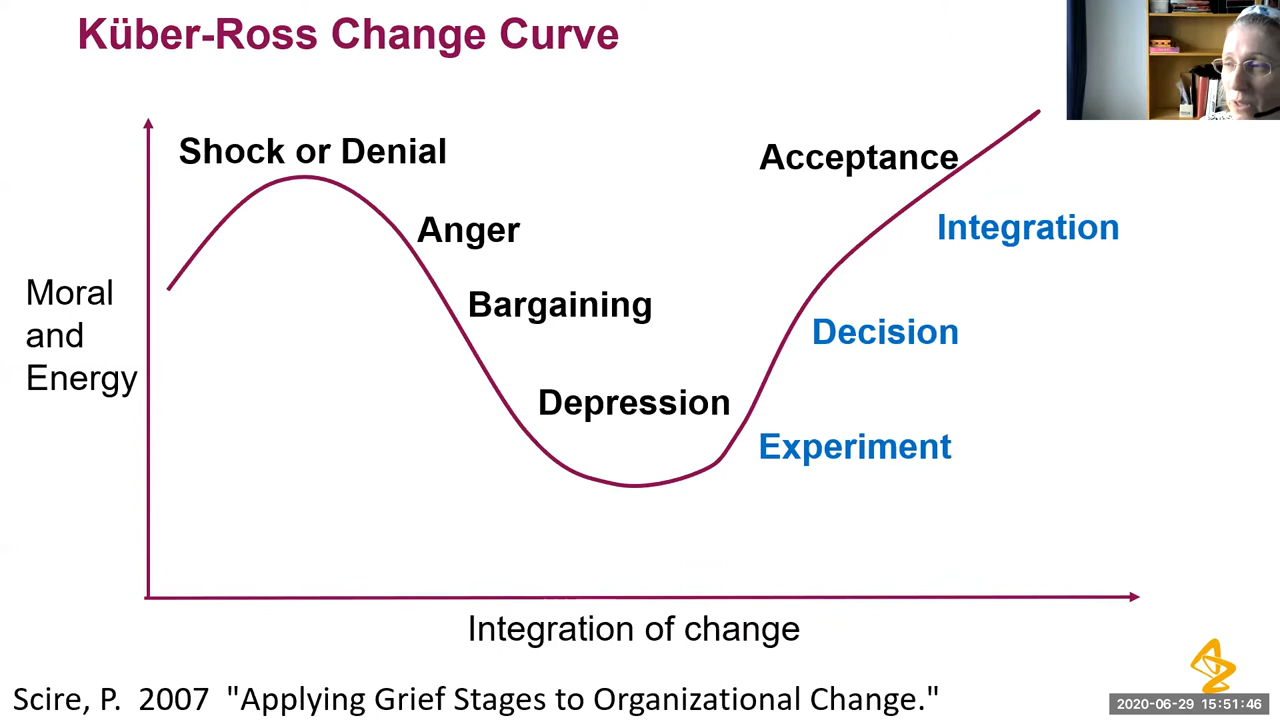 Küber-Ross Change Curve
Shock or Denial
Acceptance
Anger
Integration
Moral
and
Energy
Bargaining
Decision
Depression
Experiment
Integration of change
Scire, P. 2007 "Applying Grief Stages to Organizational Change."
2020-06-29 15:51:46